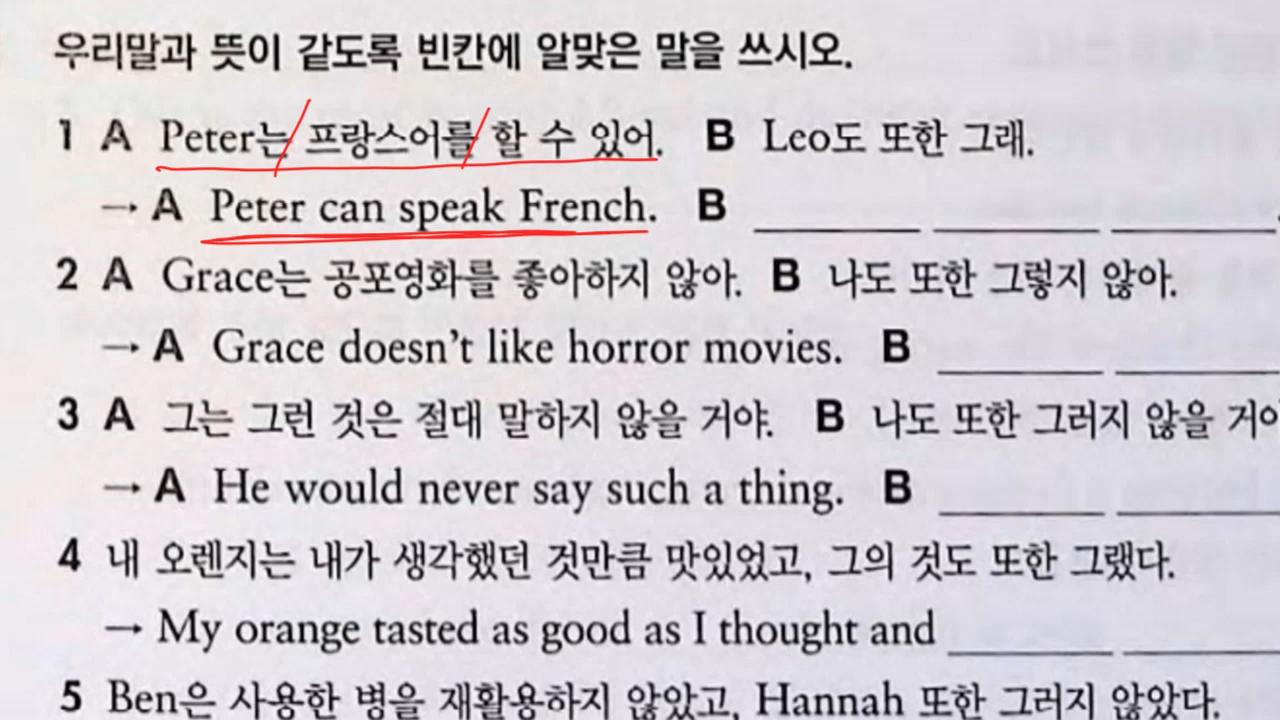 우리말과 뜻이 같도록 빈칸에 알맞은 말을 쓰시오.
1 A Peter는 프랑스어를 할 수 있어. B Leo도 또한 그래.
→ A Peter can speak French. B
2 A Grace는 공포영화를 좋아하지 않아. B 나도 또한 그렇지 않아.
→ A Grace doesn't like horror movies. B
3 A 그는 그런 것은 절대 말하지 않을 거야. B 나도 또한 그러지 않을 거야
→ A He would never say such a thing. B
4 내 오렌지는 내가 생각했던 것만큼 맛있었고, 그의 것도 또한 그랬다.
→ My orange tasted as good as I thought and
5 Ben은 사용한 병을 재활용하지 않았고, Hannah 또한 그러지 않았다.